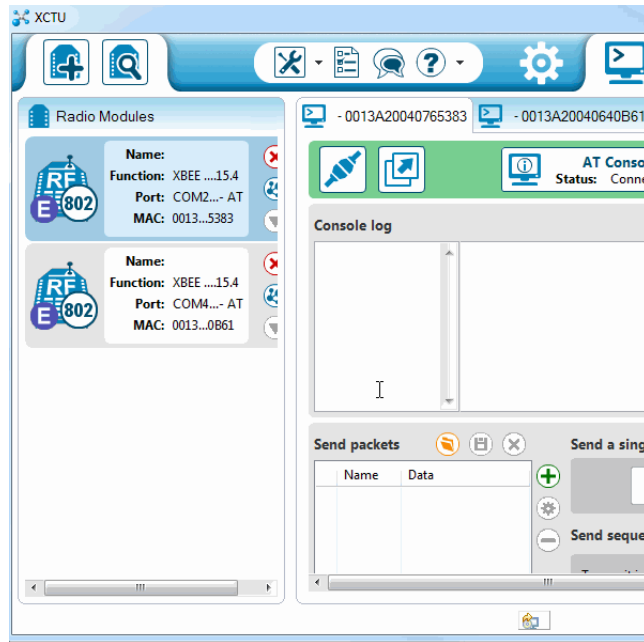 XCTU
Radio Modules
Name:
Function: XBEE ....15.4
Port: COM2...- AT
MAC: 0013...5383
RF
E
802
Name:
Function: XBEE ....15.4
Port: COM4...- AT
MAC: 0013...0B61
RF
E
802
- 0013A20040765383
- 0013A20040640B61
AT Conso
Status: Conne
Console log
Send packets
Name Data
Send a sing
Send seque